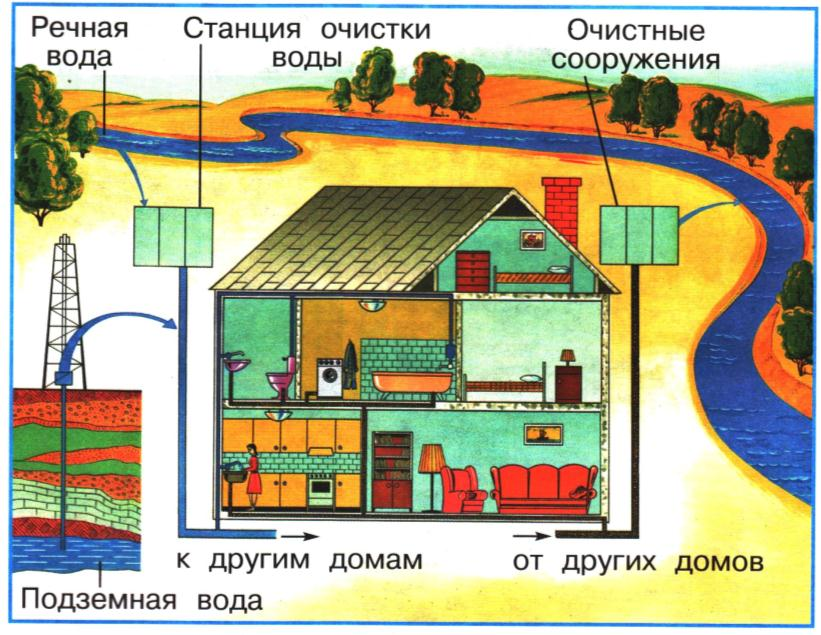 Речная
вода
Станция очистки
воды
Очистные
сооружения
к другим домам
от других домов
Подземная вода